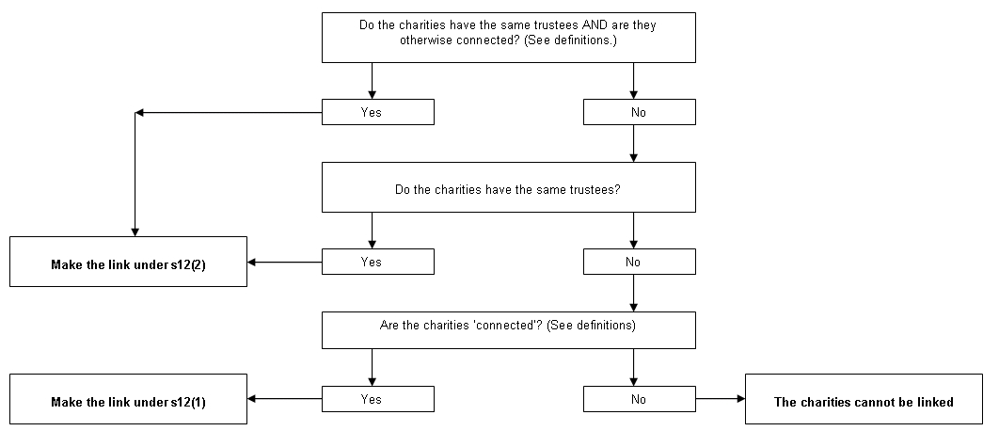 Do the charities have the same trustees AND are they
otherwise connected? (See definitions.)
Yes
No
Do the charities have the same trustees?
Make the link under s12(2)
Yes
No
Are the charities 'connected'? (See definitions)
Make the link under s12(1)
Yes
No
The charities cannot be linked